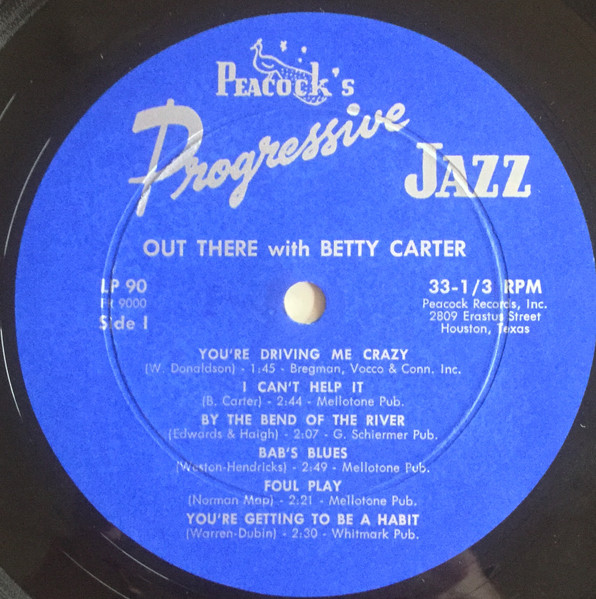 PEACOCK'S
Progressive
JAZZ
OUT THERE with BETTY CARTER
LP 90
PR 9000
Side I
33-1/3 RPM
Peacock Records, Inc.
2809 Erastus Street
Houston, Texas
YOU'RE DRIVING ME CRAZY
(W. Donaldson) - 1:45 - Bregman, Vocco & Conn. Inc.
I CAN'T HELP IT
(B. Carter) - 2:44 - Mellotone Pub.
BY THE BEND OF THE RIVER
(Edwards & Haigh) - 2:07 - G. Schiermer Pub.
BAB'S BLUES
(Weston-Hendricks) - 2:49 - Mellotone Pub.
FOUL PLAY
(Norman Map) - 2:21 - Mellotone Pub.
YOU'RE GETTING TO BE A HABIT
(Warren-Dubin) - 2:30 - Whitmark Pub.